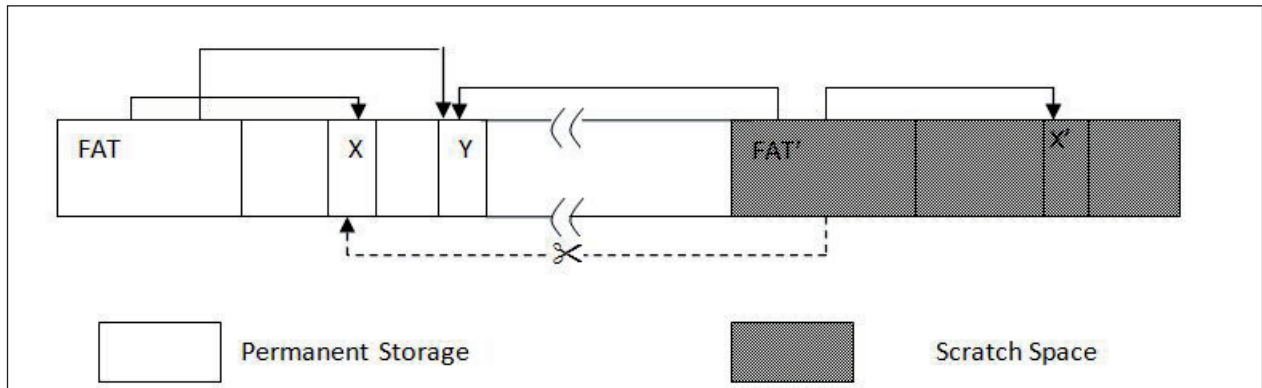 FAT
X
Y
FAT'
X'
Permanent Storage
Scratch Space